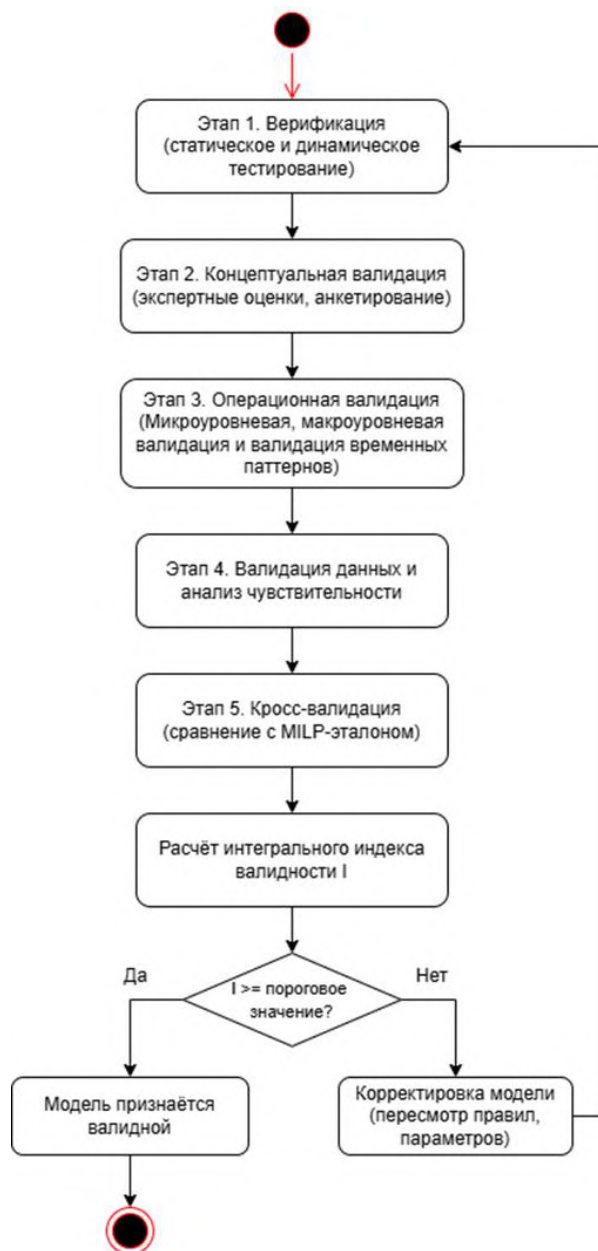 Этап 1. Верификация
(статическое и динамическое
тестирование)
Этап 2. Концептуальная валидация
(экспертные оценки, анкетирование)
Этап 3. Операционная валидация
(Микроуровневая, макроуровневая
валидация и валидация временных
паттернов)
Этап 4. Валидация данных и
анализ чувствительности
Этап 5. Кросс-валидация
(сравнение с MILP-эталоном)
Расчёт интегрального индекса
валидности I
I >= пороговое
значение?
Да
Нет
Модель признаётся
валидной
Корректировка модели
(пересмотр правил,
параметров)